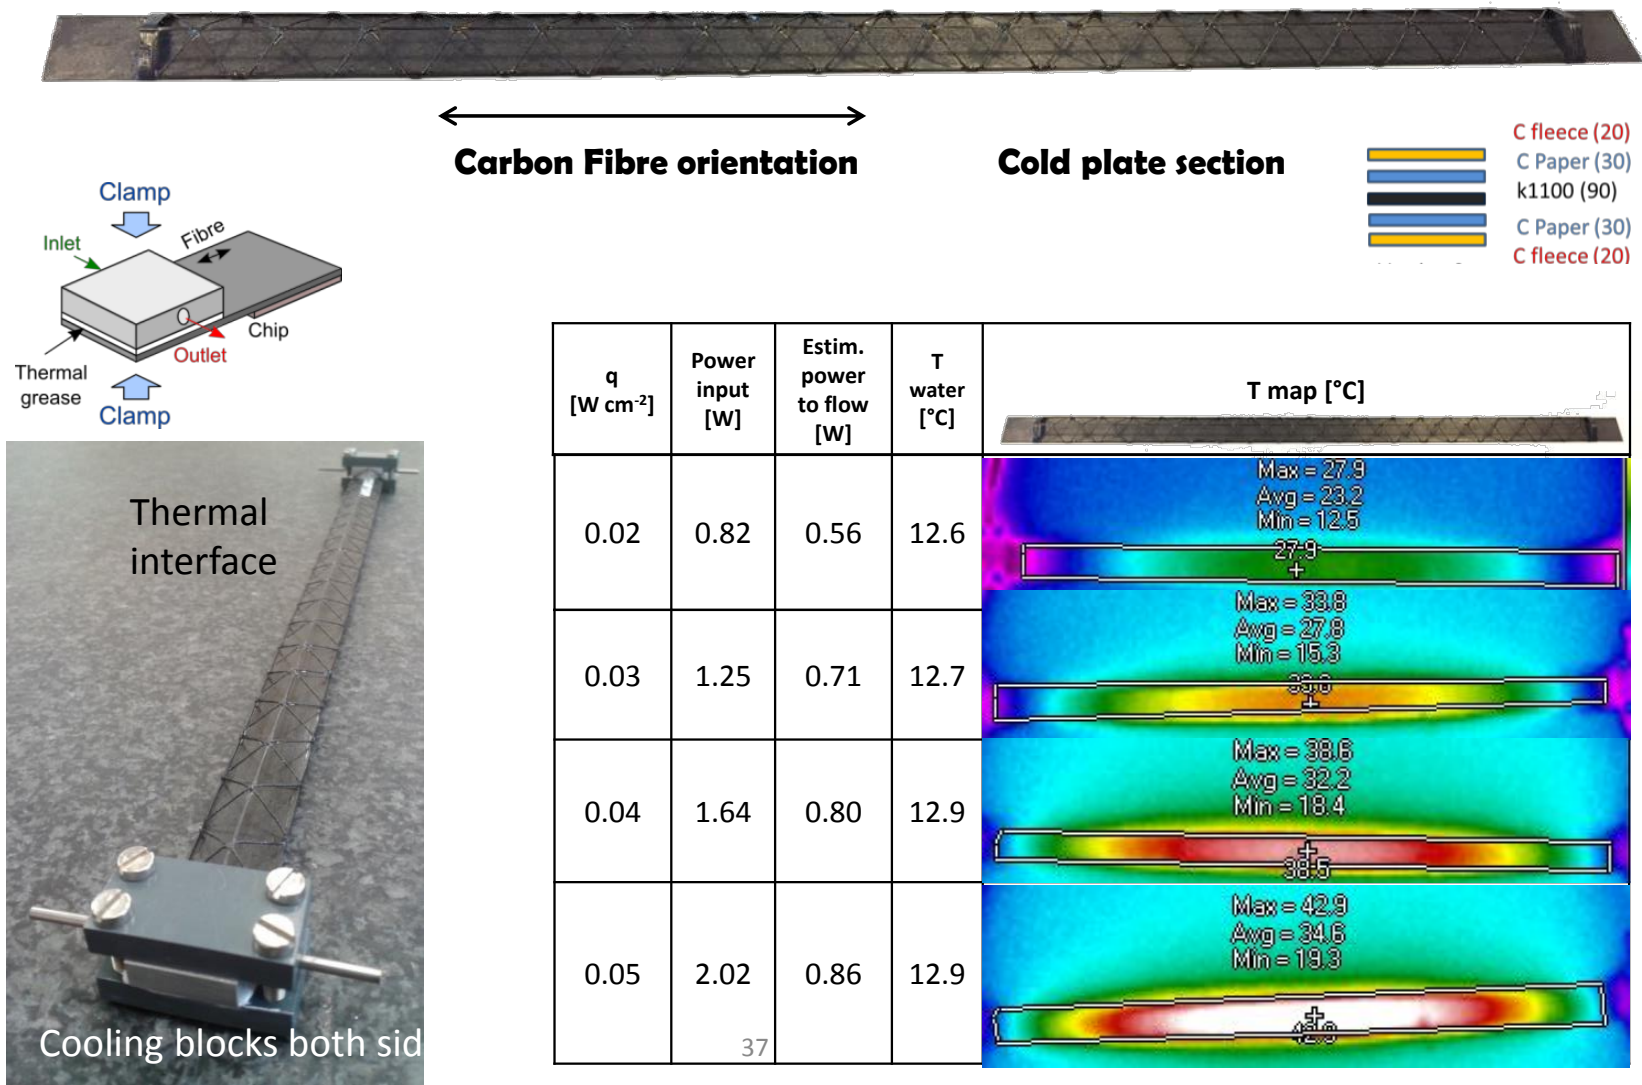 Carbon Fibre orientation
Cold plate section
C fleece (20)
C Paper (30)
k1100 (90)
C Paper (30)
C fleece (20)
Clamp
Inlet
Fibre
Chip
Outlet
Thermal
grease
Clamp
Thermal
interface
Cooling blocks both sid
q
[W cm-2]
Power
input
[W]
Estim.
power
to flow
[W]
T
water
[°C]
T map [°C]
0.02
0.82
0.56
12.6
Max = 27.9
Avg = 23.2
Min = 12.5
27.9
0.03
1.25
0.71
12.7
Max = 33.8
Avg = 27.8
Min = 15.3
33.8
0.04
1.64
0.80
12.9
Max = 38.6
Avg = 32.2
Min = 18.4
38.5
0.05
2.02
0.86
12.9
Max = 42.9
Avg = 34.6
Min = 19.3
37